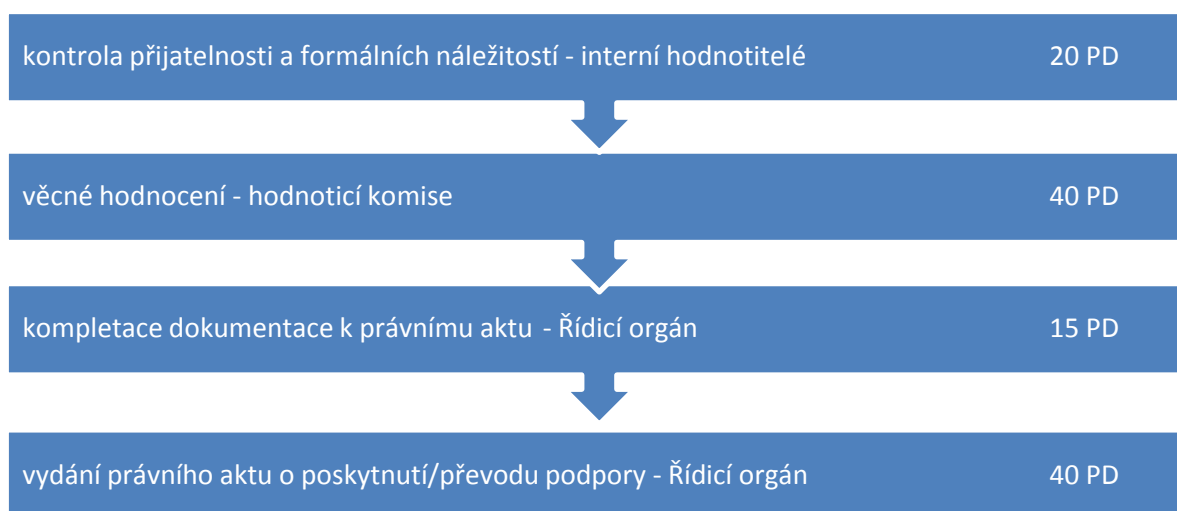 kontrola přijatelnosti a formálních náležitostí - interní hodnotitelé 20 PD
věcné hodnocení - hodnoticí komise 40 PD
kompletace dokumentace k právnímu aktu - Řídicí orgán 15 PD
vydání právního aktu o poskytnutí/převodu podpory - Řídicí orgán 40 PD